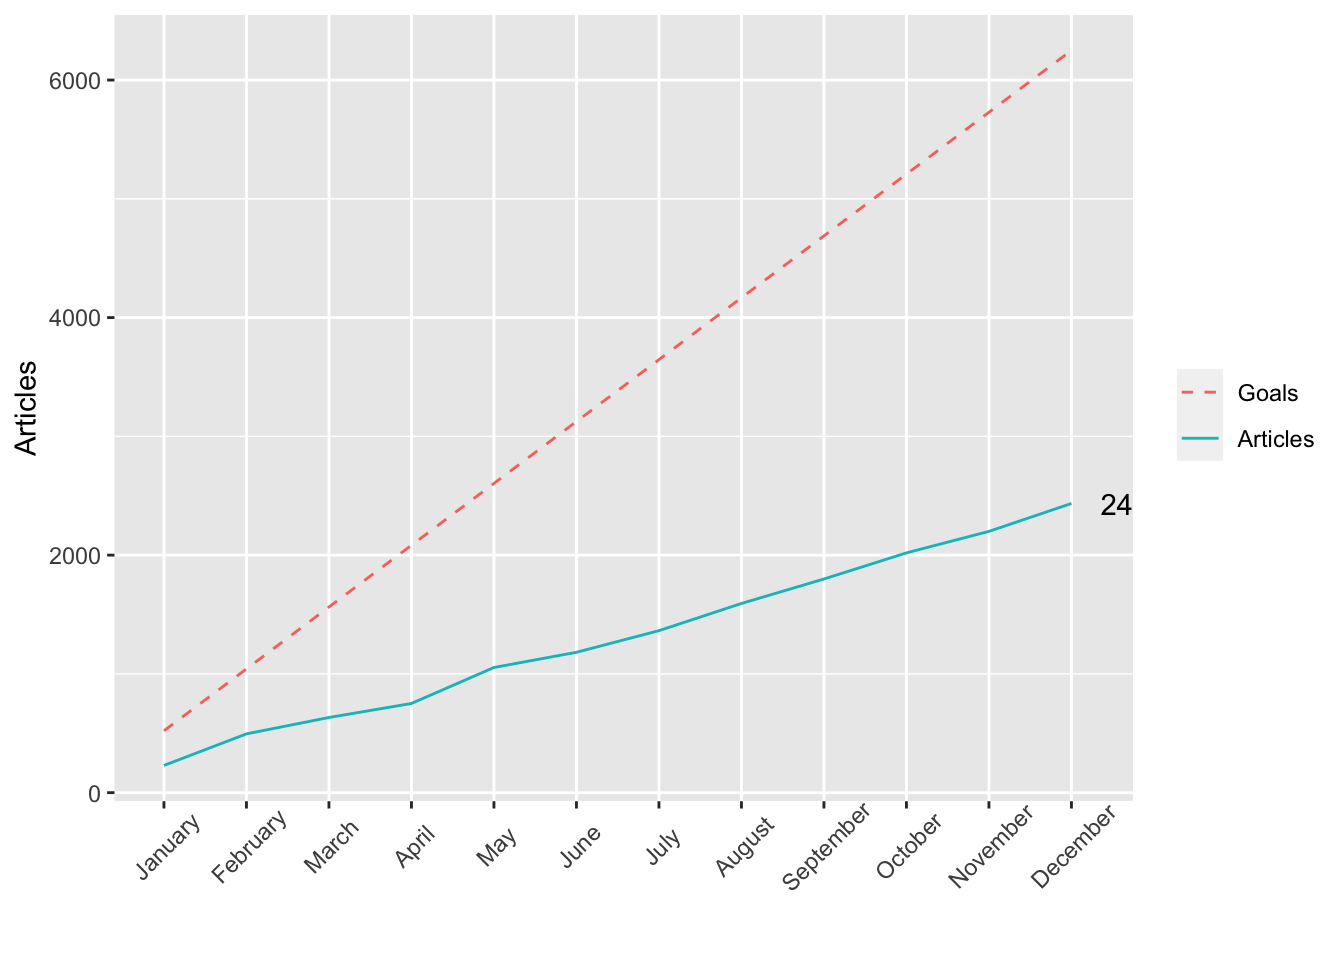 6000
4000
2000
0
Articles
January
February
March
April
May
June
July
August
September
October
November
December
24
Goals
Articles